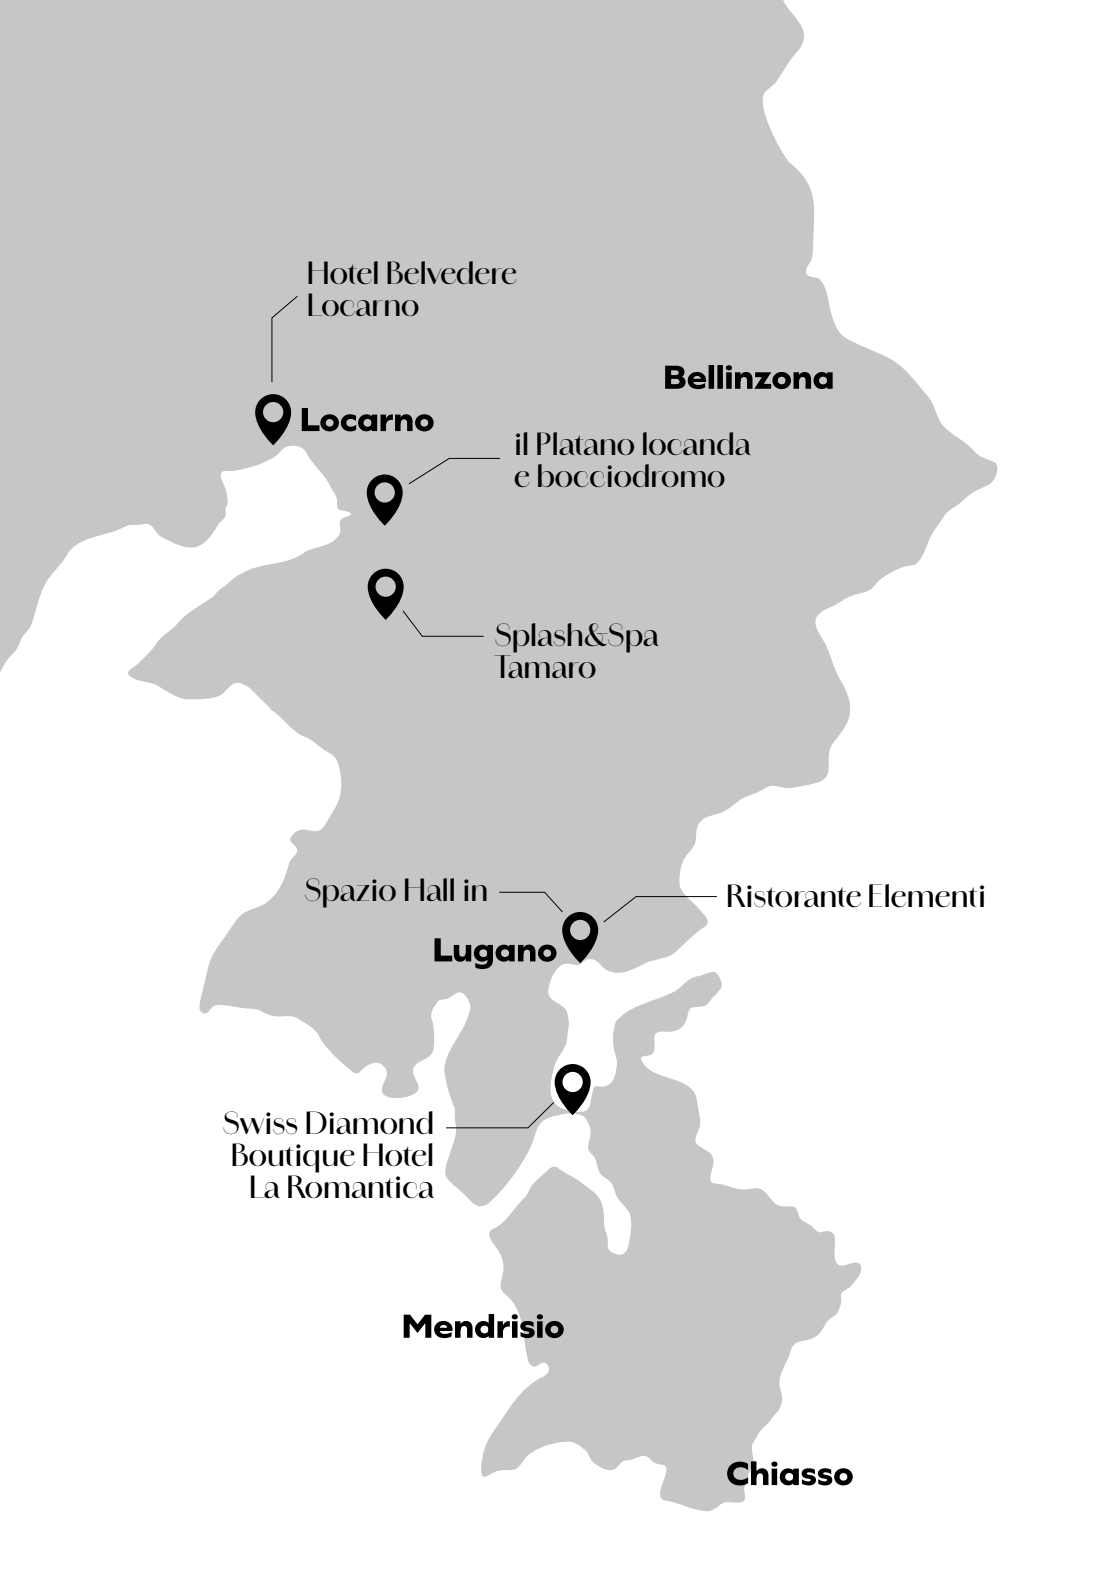 Hotel Belvedere
Locarno
Bellinzona
Locarno
il Platano locanda
e bocciodromo
Splash&Spa
Tamaro
Spazio Hall in
Ristorante Elementi
Lugano
Swiss Diamond
Boutique Hotel
La Romantica
Mendrisio
Chiasso